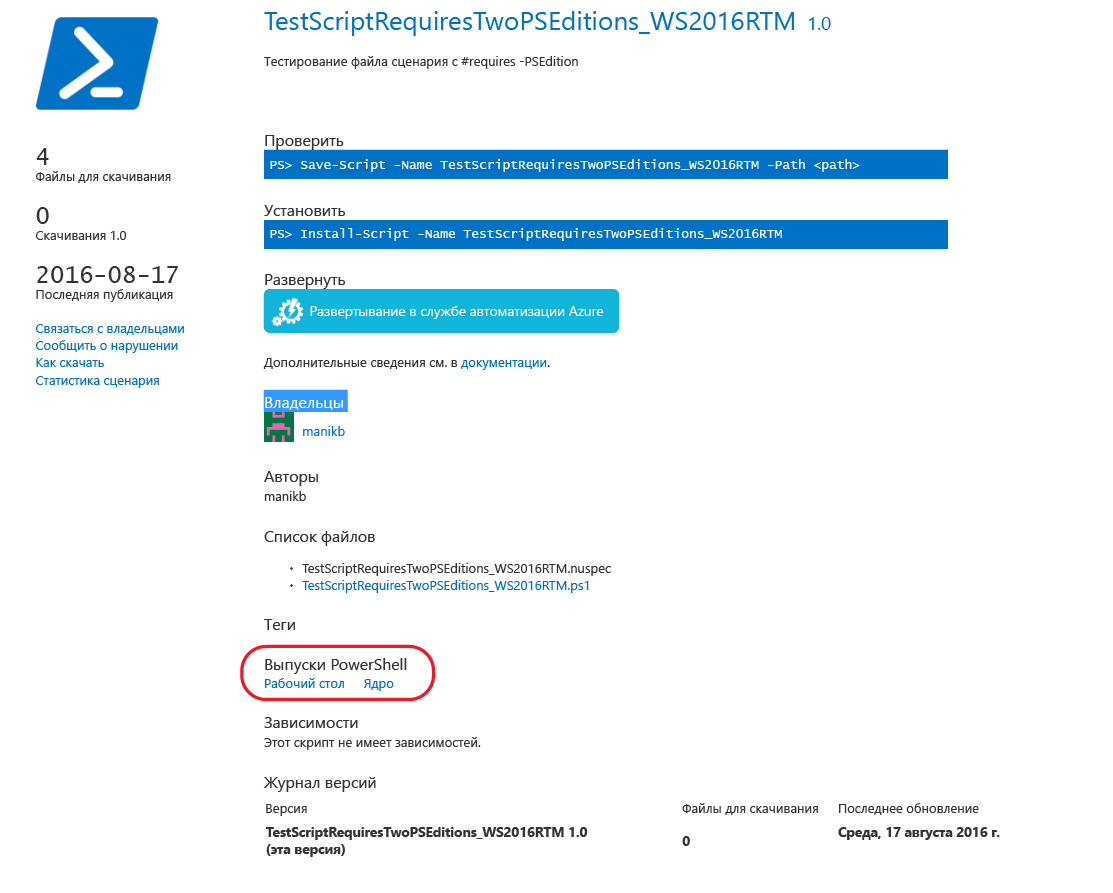 TestScriptRequiresTwoPSEditions_WS2016RTM 1.0
Тестирование файла сценария с #requires -PSEdition
4
Файлы для скачивания
0
Скачивания 1.0
2016-08-17
Последняя публикация
Связаться с владельцами
Сообщить о нарушении
Как скачать
Статистика сценария
Проверить
PS> Save-Script -Name TestScriptRequiresTwoPSEditions_WS2016RTM -Path <path>
Установить
PS> Install-Script -Name TestScriptRequiresTwoPSEditions_WS2016RTM
Развернуть
Развертывание в службе автоматизации Azure
Дополнительные сведения см. в документации.
Владельцы
manikb
Авторы
manikb
Список файлов
• TestScriptRequiresTwoPSEditions_WS2016RTM.nuspec
• TestScriptRequiresTwoPSEditions_WS2016RTM.ps1
Теги
Выпуски PowerShell
Рабочий стол Ядро
Зависимости
Этот скрипт не имеет зависимостей.
Журнал версий
Версия Файлы для скачивания Последнее обновление
TestScriptRequiresTwoPSEditions_WS2016RTM 1.0
(эта версия) 0 Среда, 17 августа 2016 г.